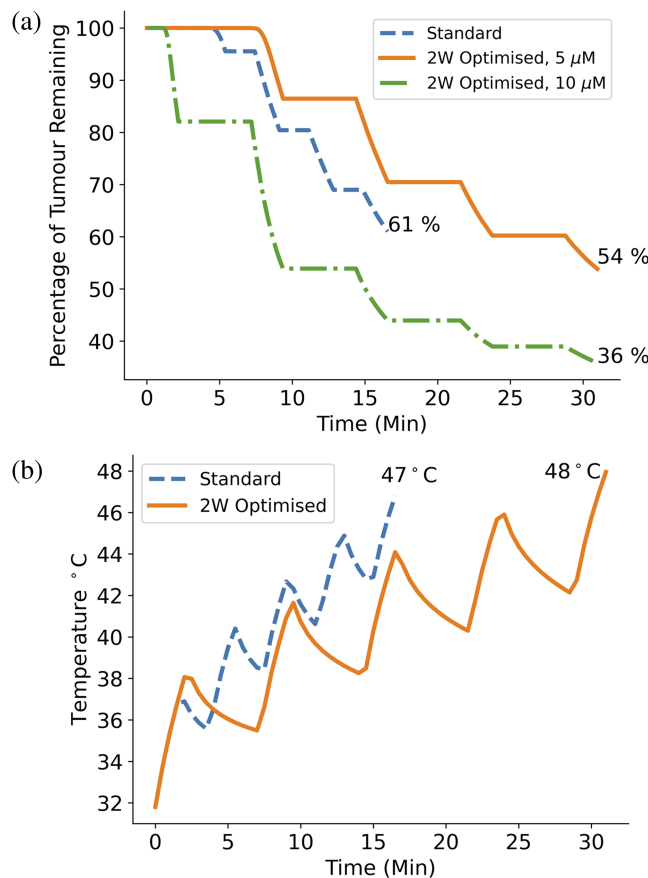 (a)
Standard
2W Optimised, 5 μM
2W Optimised, 10 μM
Percentage of Tumour Remaining
100
90
80
70
60
50
40
61 %
54 %
36 %
0 5 10 15 20 25 30
Time (Min)
(b)
Standard
2W Optimised
47°C
48°C
Temperature °C
48
46
44
42
40
38
36
34
32
0 5 10 15 20 25 30
Time (Min)